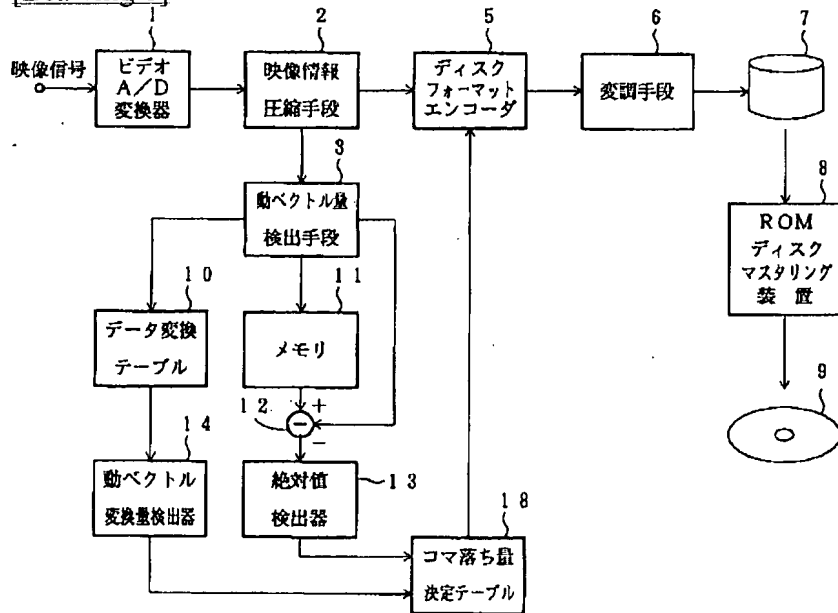 1
2
5
6
7
映像信号
ビデオ
A/D
変換器
映像情報
圧縮手段
ディスク
フォーマット
エンコーダ
変調手段
3
動ベクトル量
検出手段
8
ROM
ディスク
マスタリング
装置
10
データ変換
テーブル
11
メモリ
12
+
−
−
9
14
動ベクトル
変換量検出器
13
絶対値
検出器
18
コマ落ち量
決定テーブル